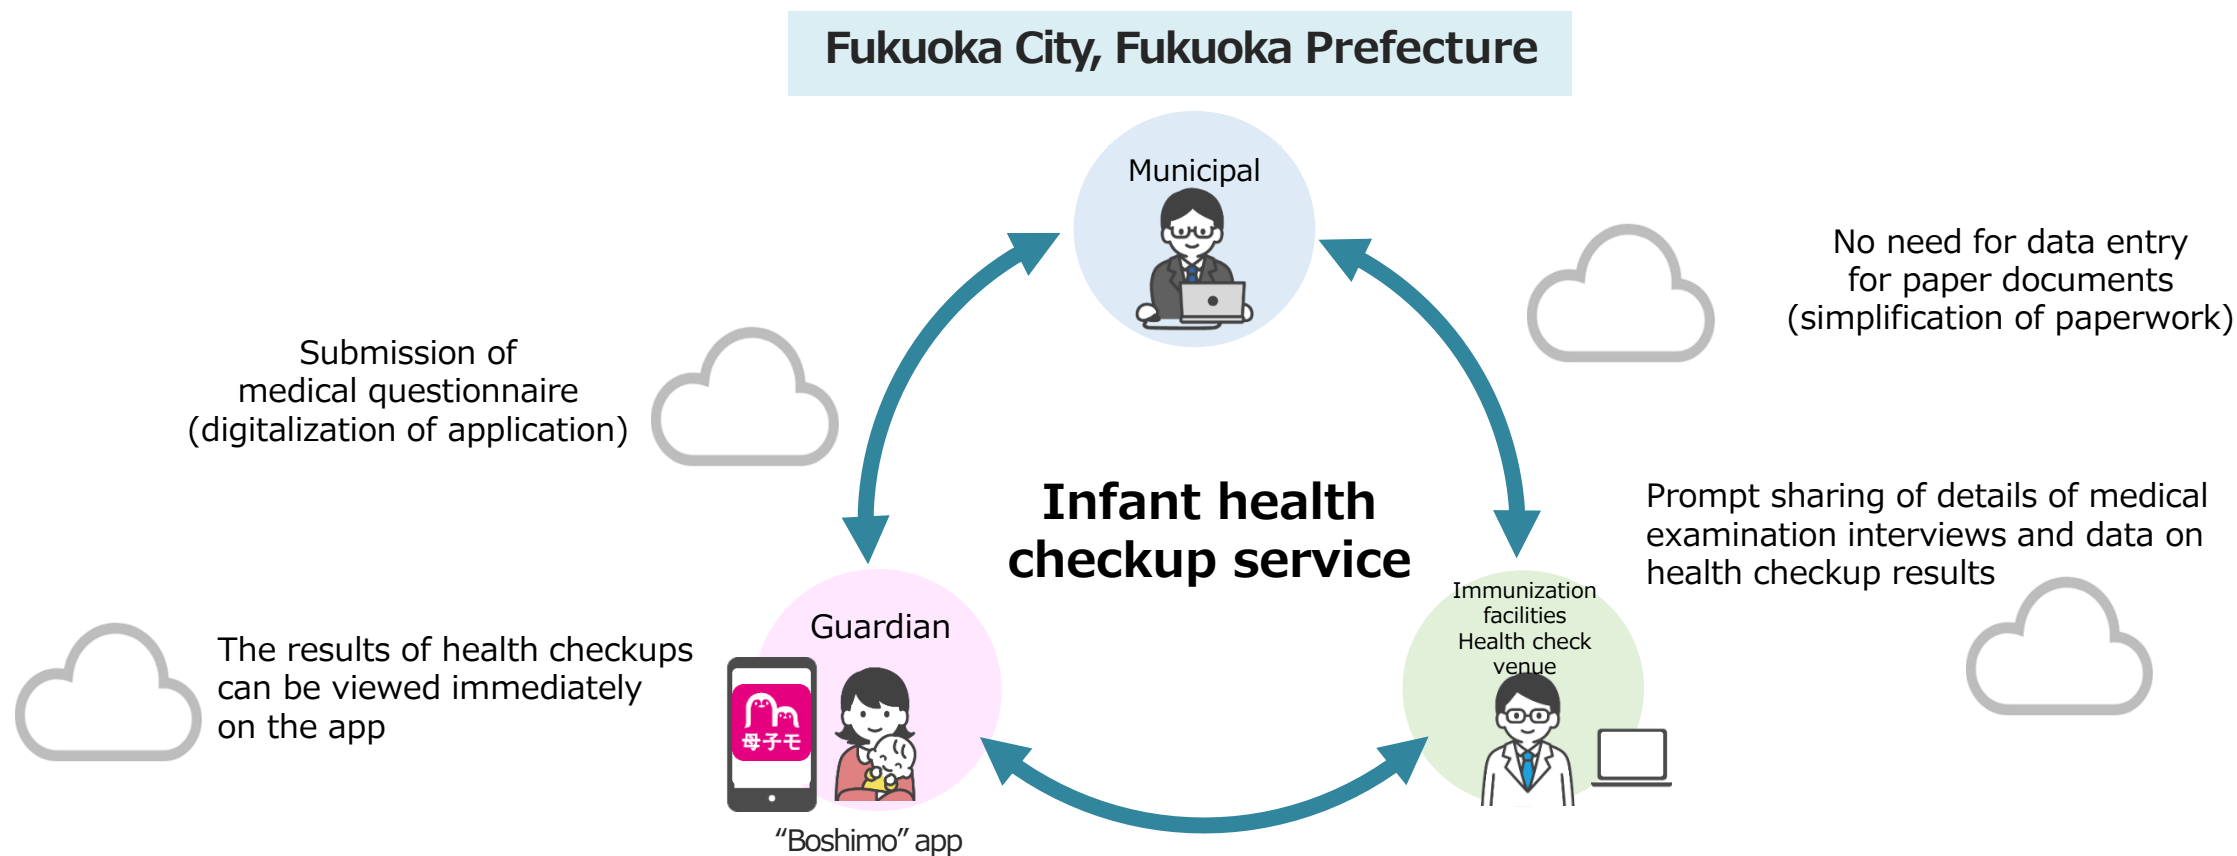 Fukuoka City, Fukuoka Prefecture
Municipal
No need for data entry
for paper documents
(simplification of paperwork)
Submission of
medical questionnaire
(digitalization of application)
Infant health
checkup service
Prompt sharing of details of medical
examination interviews and data on
health checkup results
Immunization
facilities
Health check
venue
Guardian
The results of health checkups
can be viewed immediately
on the app
母子モ
“Boshimo” app